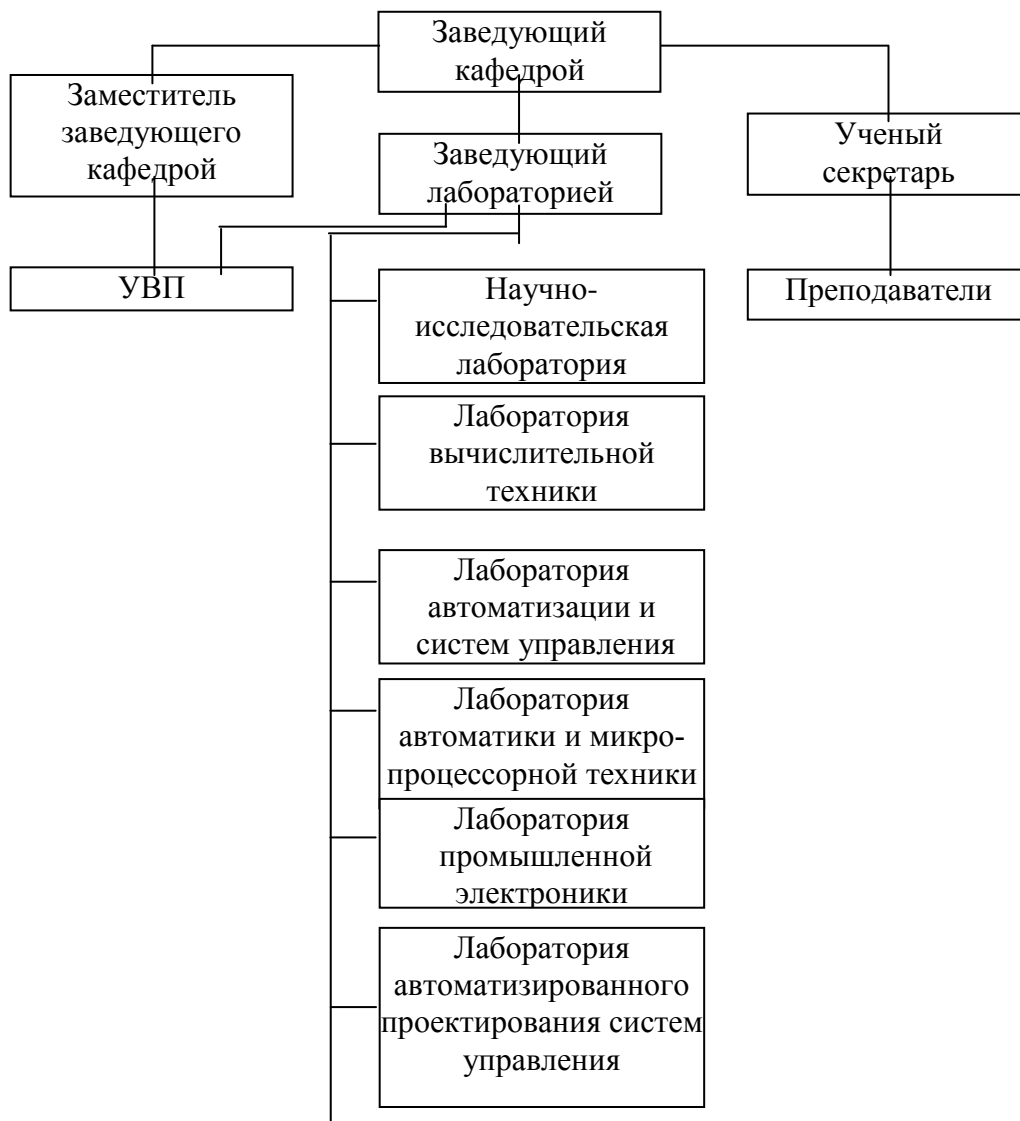 Заведующий
кафедрой
Заместитель
заведующего
кафедрой
Заведующий
лабораторией
Ученый
секретарь
УВП
Преподаватели
Научно-
исследовательская
лаборатория
Лаборатория
вычислительной
техники
Лаборатория
автоматизации и
систем управления
Лаборатория
автоматики и микро-
процессорной техники
Лаборатория
промышленной
электроники
Лаборатория
автоматизированного
проектирования систем
управления